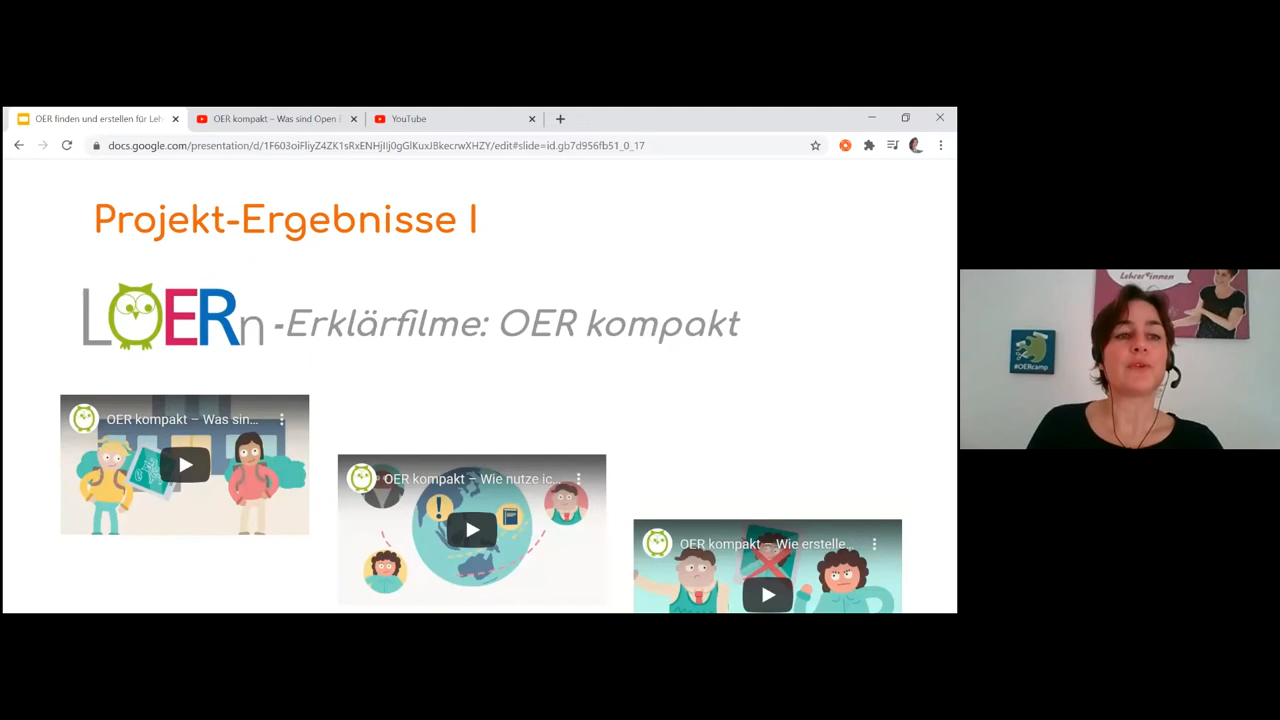 OER finden und erstellen für Leh
OER kompakt – Was sind Open E
YouTube
docs.google.com/presentation/d/1F603oiFliyZ4ZK1sRxENHjIIj0gGlKuxJBkecrwXHZY/edit#slide=id.gb7d956fb51_0_17
Projekt-Ergebnisse I
LOERn -Erklärfilme: OER kompakt
OER kompakt – Was sin...
OER kompakt – Wie nutze ic...
OER kompakt – Wie erstelle...
Lehrer*innen
#OERcamp